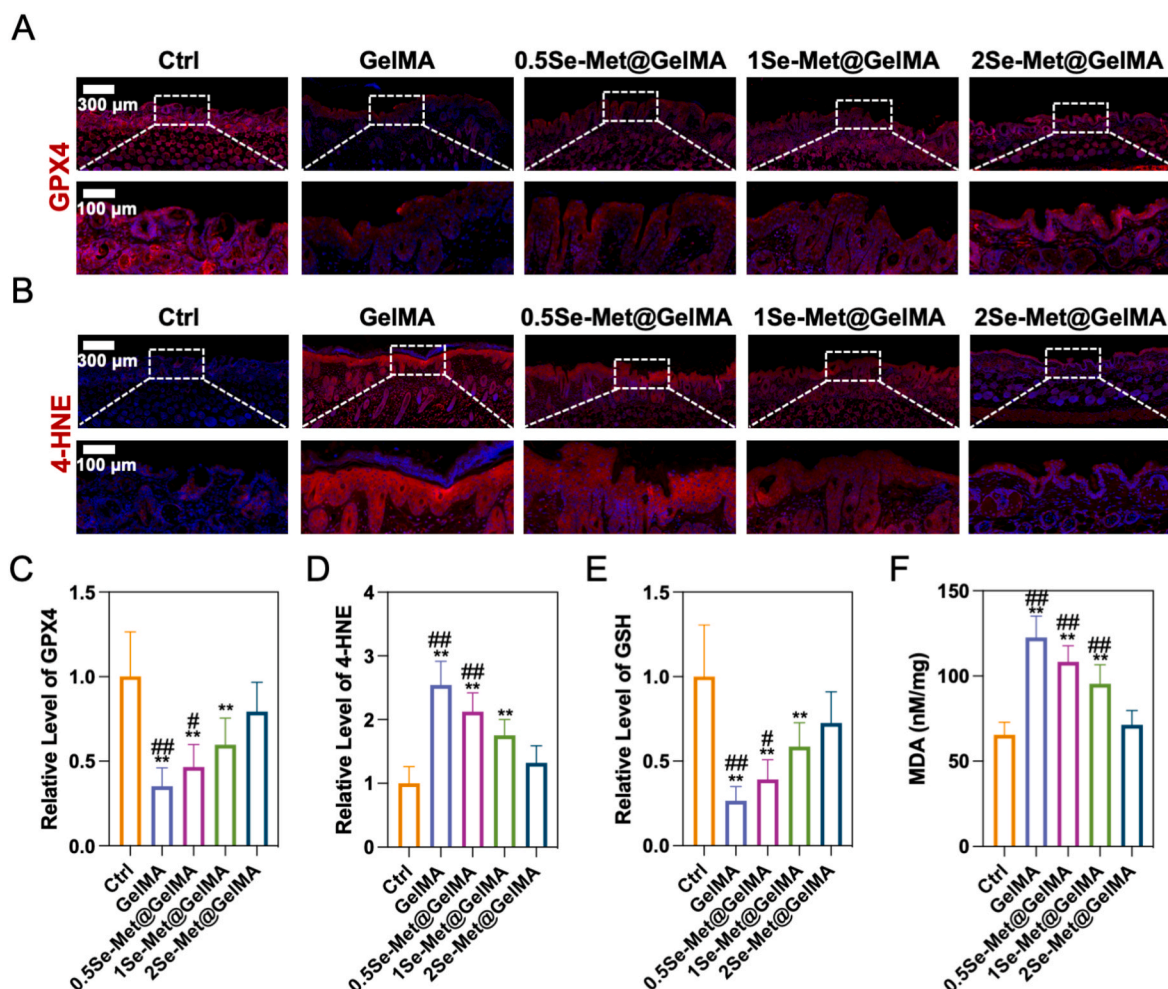 A
Ctrl GelMA 0.5Se-Met@GelMA 1Se-Met@GelMA 2Se-Met@GelMA
300 μm
GPX4
100 μm
B
Ctrl GelMA 0.5Se-Met@GelMA 1Se-Met@GelMA 2Se-Met@GelMA
300 μm
4-HNE
100 μm
C
Relative Level of GPX4
1.5
1.0
0.5
0.0
##
**
#
**
**
Ctrl
GelMA
0.5Se-Met@GelMA
1Se-Met@GelMA
2Se-Met@GelMA
D
Relative Level of 4-HNE
4
3
2
1
0
##
**
##
**
**
Ctrl
GelMA
0.5Se-Met@GelMA
1Se-Met@GelMA
2Se-Met@GelMA
E
Relative Level of GSH
1.5
1.0
0.5
0.0
##
**
#
**
**
Ctrl
GelMA
0.5Se-Met@GelMA
1Se-Met@GelMA
2Se-Met@GelMA
F
MDA (nM/mg)
150
100
50
0
##
**
##
**
##
**
Ctrl
GelMA
0.5Se-Met@GelMA
1Se-Met@GelMA
2Se-Met@GelMA